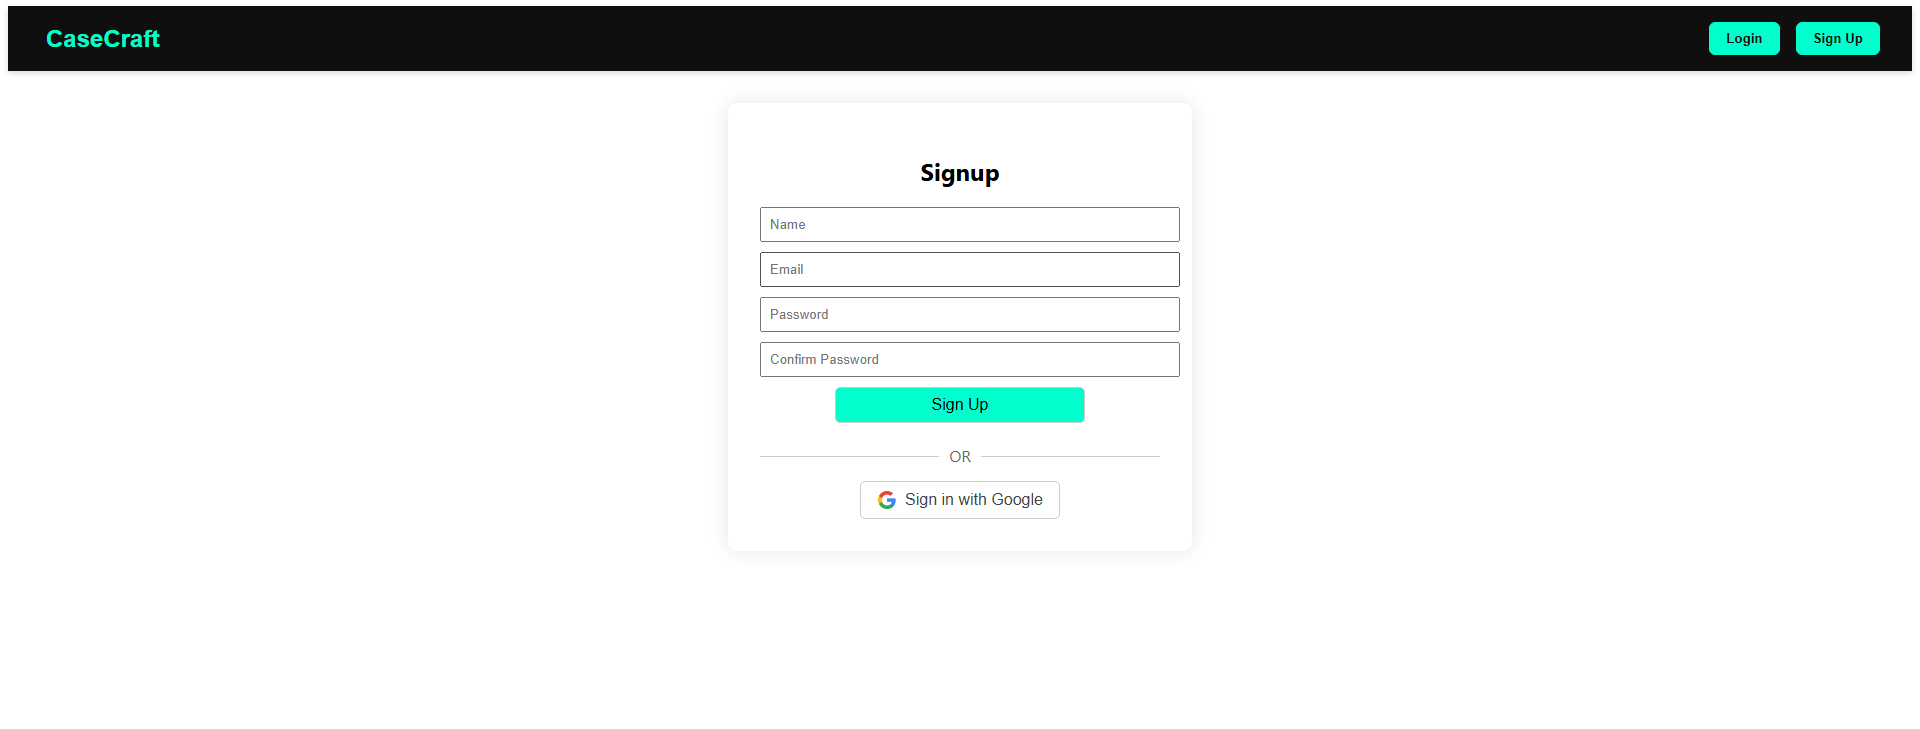 CaseCraft
Login
Sign Up
Signup
Name
Email
Password
Confirm Password
Sign Up
OR
Sign in with Google